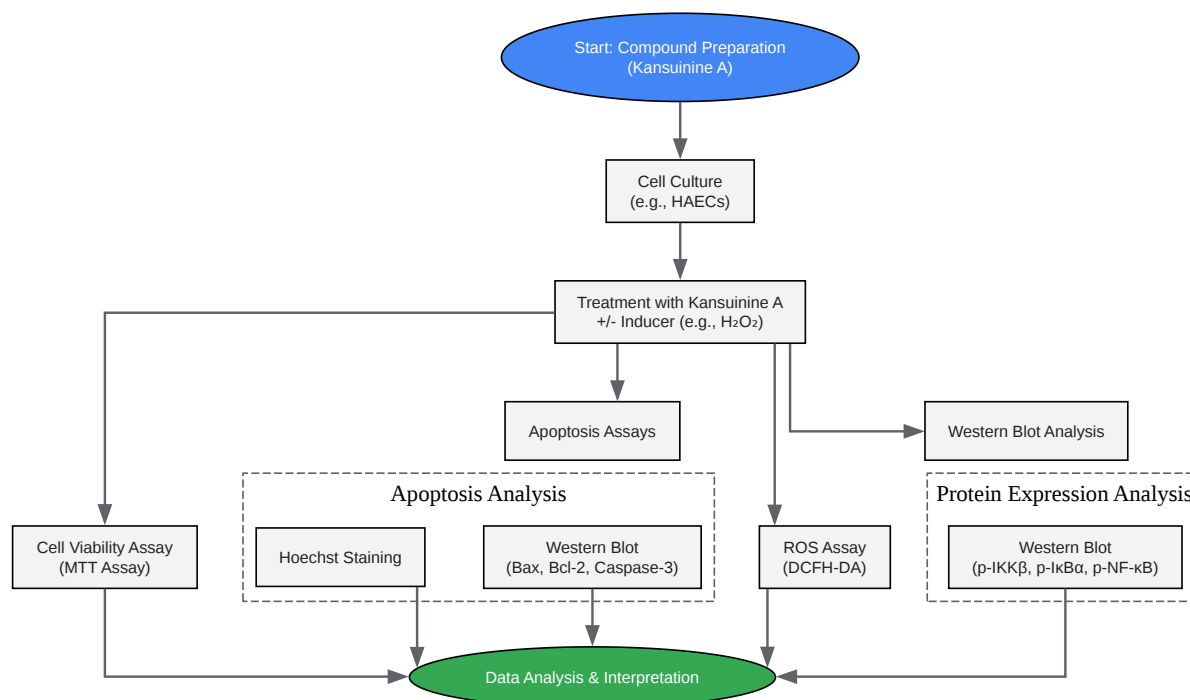 Start: Compound Preparation
(Kansuinine A)
Cell Culture
(e.g., HAECs)
Treatment with Kansuinine A
+/- Inducer (e.g., H₂O₂)
Apoptosis Assays
Western Blot Analysis
Apoptosis Analysis
Protein Expression Analysis
Cell Viability Assay
(MTT Assay)
Hoechst Staining
Western Blot
(Bax, Bcl-2, Caspase-3)
ROS Assay
(DCFH-DA)
Western Blot
(p-IKKβ, p-IκBα, p-NF-κB)
Data Analysis & Interpretation